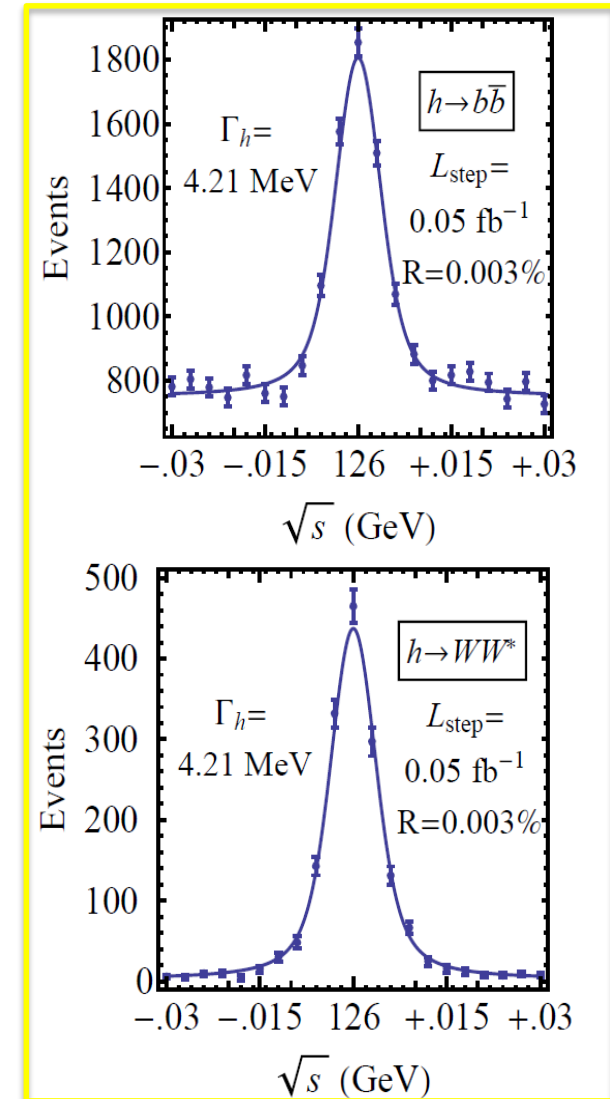 1800
1600
1400
1200
1000
800
Events
Γh=
4.21 MeV
h→bb̅
Lstep=
0.05 fb⁻¹
R=0.003%
−.03 −.015 126 +.015 +.03
√s (GeV)
500
400
300
200
100
0
Events
Γh=
4.21 MeV
h→WW*
Lstep=
0.05 fb⁻¹
R=0.003%
−.03 −.015 126 +.015 +.03
√s (GeV)